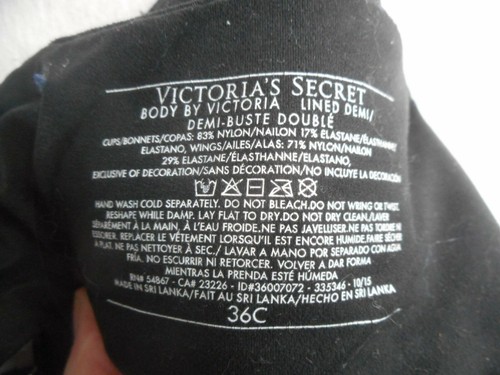 VICTORIA'S SECRET
BODY BY VICTORIA LINED DEMI/
DEMI-BUSTE DOUBLÉ
CUPS/BONNETS/COPAS: 83% NYLON/NAILON 17% ELASTANE/ÉLASTHANNE/
ELASTANO, WINGS/AILES/ALAS: 71% NYLON/NAILON
29% ELASTANE/ÉLASTHANNE/ELASTANO,
EXCLUSIVE OF DECORATION/SANS DÉCORATION/NO INCLUYE LA DECORACIÓN
HAND WASH COLD SEPARATELY. DO NOT BLEACH.DO NOT WRING OR TWIST.
RESHAPE WHILE DAMP. LAY FLAT TO DRY.DO NOT DRY CLEAN/LAVER
SÉPARÉMENT À LA MAIN, À L'EAU FROIDE.NE PAS JAVELLISER.NE PAS TORDRE NI
ESSORER. REPLACER LE VÊTEMENT LORSQU'IL EST ENCORE HUMIDE.FAIRE SÉCHER
À PLAT. NE PAS NETTOYER À SEC./ LAVAR A MANO POR SEPARADO CON AGUA
FRÍA. NO ESCURRIR NI RETORCER. VOLVER A DAR FORMA
MIENTRAS LA PRENDA ESTÉ HÚMEDA
RN# 54867 - CA# 23226 - ID#36007072 - 335346 - 10/15
MADE IN SRI LANKA/FAIT AU SRI LANKA/HECHO EN SRI LANKA
36C